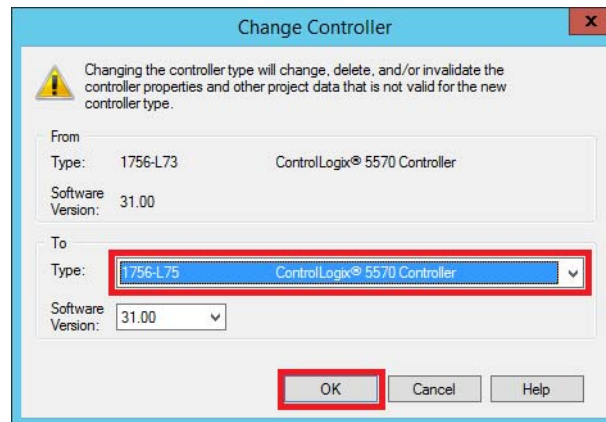 Change Controller
x
Changing the controller type will change, delete, and/or invalidate the
controller properties and other project data that is not valid for the new
controller type.
From
Type: 1756-L73 ControlLogix® 5570 Controller
Software
Version: 31.00
To
Type: 1756-L75 ControlLogix® 5570 Controller
Software
Version: 31.00
OK Cancel Help